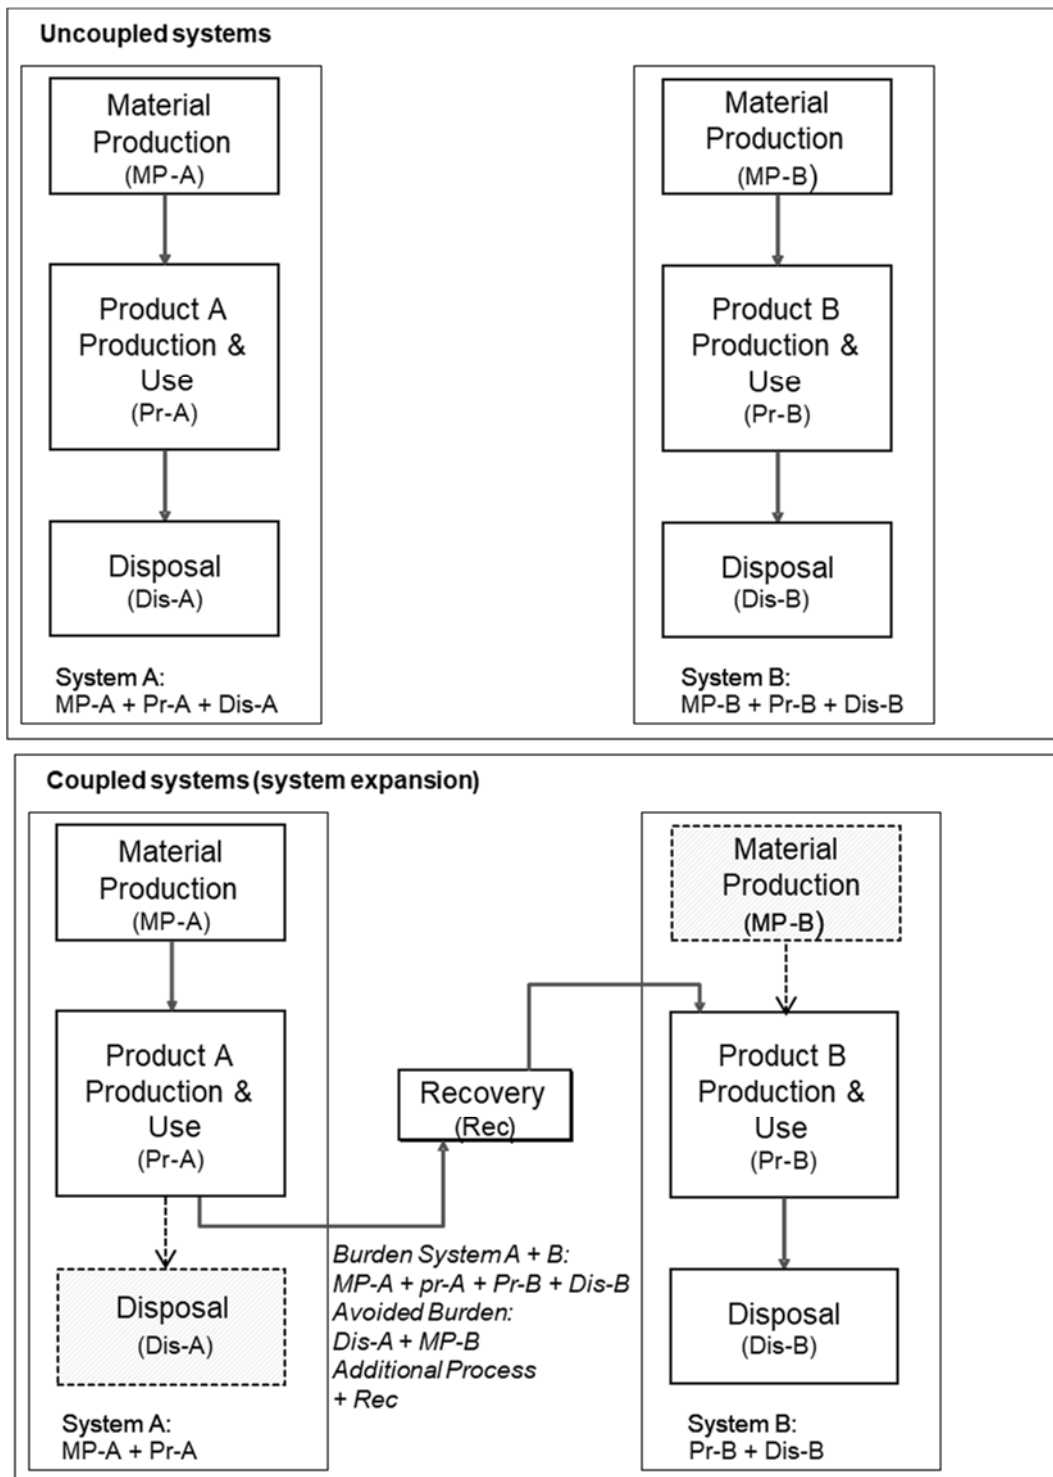 Uncoupled systems
Material
Production
(MP-A)
Product A
Production &
Use
(Pr-A)
Disposal
(Dis-A)
System A:
MP-A + Pr-A + Dis-A
Material
Production
(MP-B)
Product B
Production &
Use
(Pr-B)
Disposal
(Dis-B)
System B:
MP-B + Pr-B + Dis-B
Coupled systems (system expansion)
Material
Production
(MP-A)
Product A
Production &
Use
(Pr-A)
Disposal
(Dis-A)
System A:
MP-A + Pr-A
Recovery
(Rec)
Burden System A + B:
MP-A + pr-A + Pr-B + Dis-B
Avoided Burden:
Dis-A + MP-B
Additional Process
+ Rec
Material
Production
(MP-B)
Product B
Production &
Use
(Pr-B)
Disposal
(Dis-B)
System B:
Pr-B + Dis-B